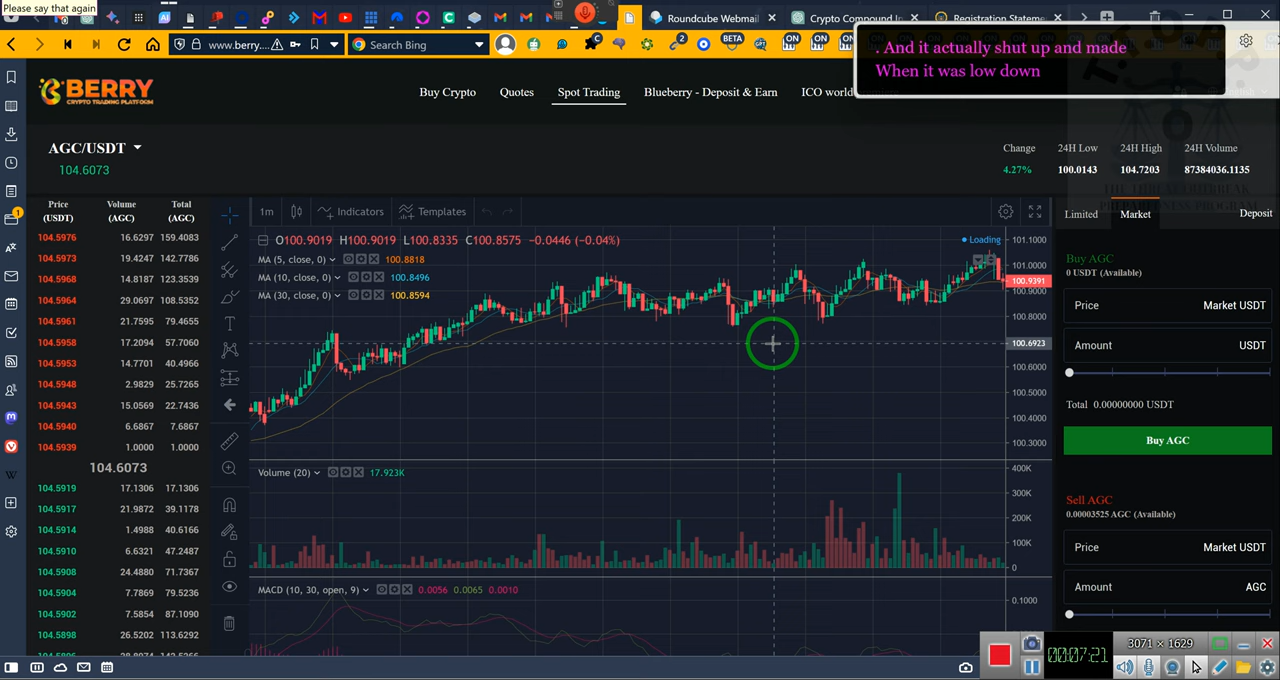 Please say that again
Roundcube Webmail
Crypto Compound In
Registration Stateme
www.berry.
Search Bing
BETA
ON
ON
ON
. And it actually shut up and made
When it was low down
BERRY
CRYPTO TRADING PLATFORM
Buy Crypto
Quotes
Spot Trading
Blueberry - Deposit & Earn
ICO world
AGC/USDT
104.6073
Change
24H Low
24H High
24H Volume
4.27%
100.0143
104.7203
87384036.1135
Price
(USDT)
Volume
(AGC)
Total
(AGC)
104.5976 16.6297 159.4083
104.5973 19.4247 142.7786
104.5968 14.8187 123.3539
104.5964 29.0697 108.5352
104.5961 21.7595 79.4655
104.5958 17.2094 57.7060
104.5953 14.7701 40.4966
104.5948 2.9829 25.7265
104.5943 15.0569 22.7436
104.5940 6.6867 7.6867
104.5939 1.0000 1.0000
104.6073
104.5919 17.1306 17.1306
104.5917 21.9872 39.1178
104.5914 1.4988 40.6166
104.5910 6.6321 47.2487
104.5908 24.4880 71.7367
104.5904 7.7869 79.5236
104.5902 7.5854 87.1090
104.5898 26.5202 113.6292
1m
Indicators
Templates
O100.9019 H100.9019 L100.8335 C100.8575 -0.0446 (-0.04%)
MA (5, close, 0) 100.8818
MA (10, close, 0) 100.8496
MA (30, close, 0) 100.8594
Loading
101.1000
101.0000
100.9391
100.9000
100.8000
100.6923
100.6000
100.5000
100.4000
100.3000
Volume (20) 17.923K
400K
300K
200K
100K
0
MACD (10, 30, open, 9) 0.0056 0.0065 0.0010
0.1000
Limited
Market
Deposit
Buy AGC
0 USDT (Available)
Price
Market USDT
Amount
USDT
Total 0.00000000 USDT
Buy AGC
Sell AGC
0.00003525 AGC (Available)
Price
Market USDT
Amount
AGC
3071 × 1629
00:07:21